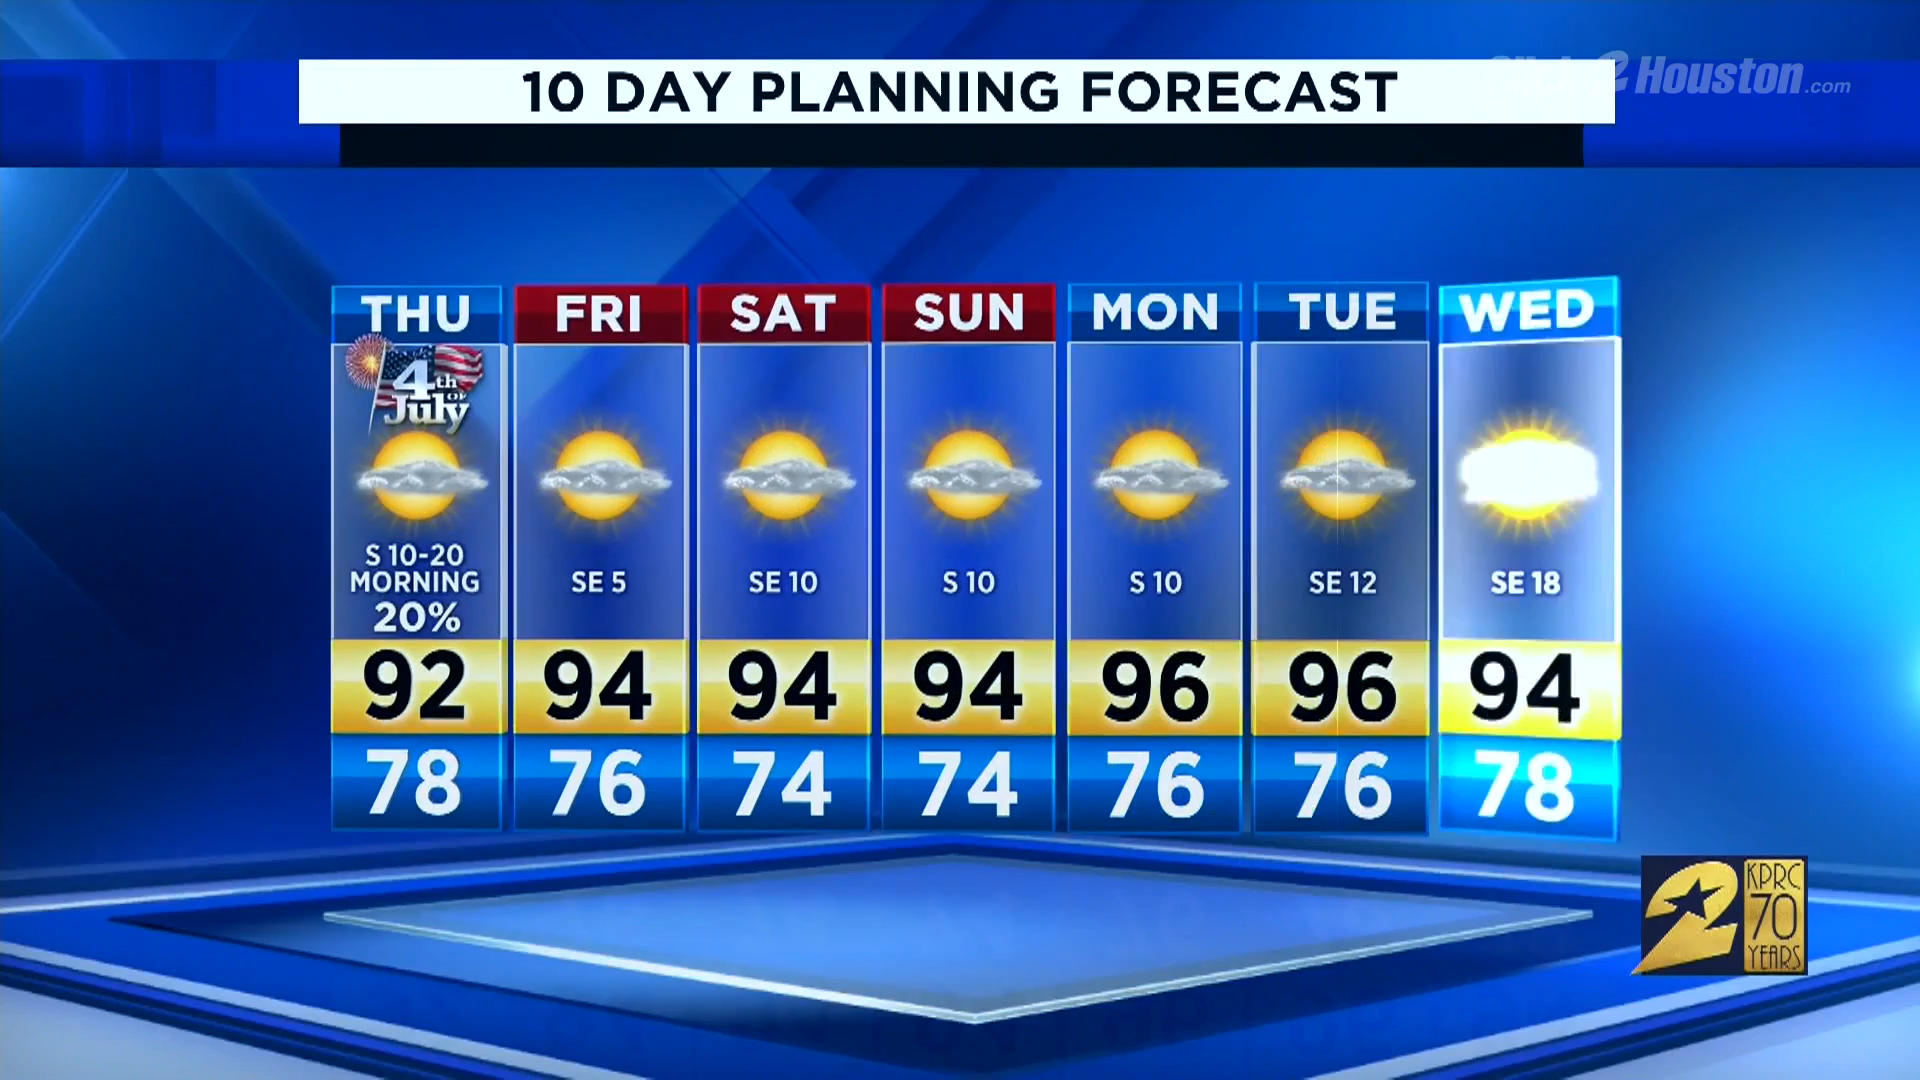 10 DAY PLANNING FORECAST
Houston.com
THU FRI SAT SUN MON TUE WED
4th OF July
S 10-20
MORNING SE 5 SE 10 S 10 S 10 SE 12 SE 18
20%
92 94 94 94 96 96 94
78 76 74 74 76 76 78
2 KPRC
70
YEARS